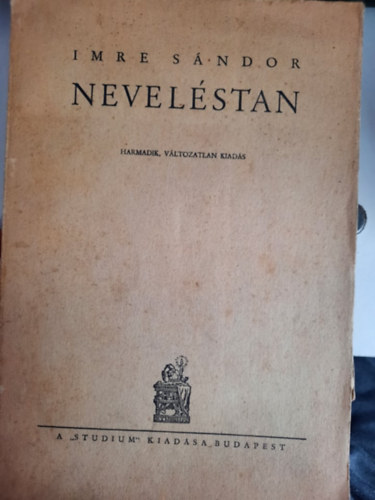 IMRE SÁNDOR
NEVELÉSTAN
HARMADIK, VÁLTOZATLAN KIADÁS
A „STUDIUM” KIADÁSA BUDAPEST